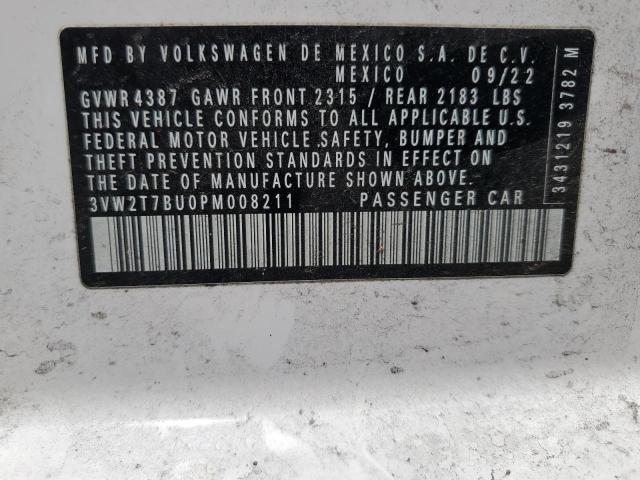 MFD BY VOLKSWAGEN DE MEXICO S.A. DE C.V.
MEXICO 09/22
GVWR 4387 GAWR FRONT 2315 / REAR 2183 LBS
THIS VEHICLE CONFORMS TO ALL APPLICABLE U.S.
FEDERAL MOTOR VEHICLE SAFETY, BUMPER AND
THEFT PREVENTION STANDARDS IN EFFECT ON
THE DATE OF MANUFACTURE SHOWN ABOVE.
3VW2T7BU0PM008211 PASSENGER CAR
3431219 3782 M